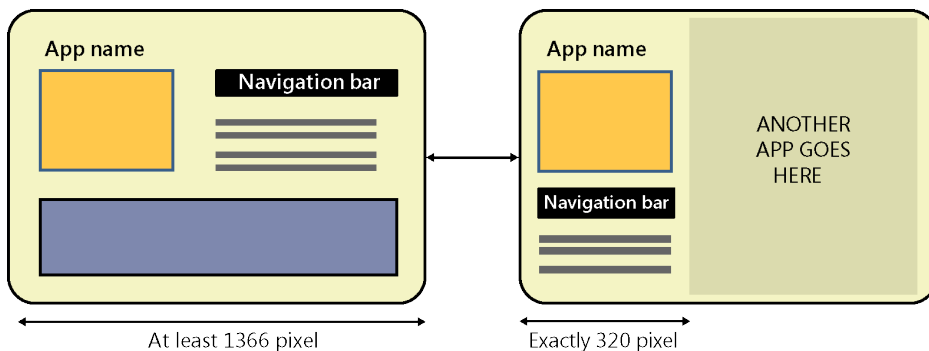 App name
Navigation bar
At least 1366 pixel
App name
Navigation bar
ANOTHER
APP GOES
HERE
Exactly 320 pixel